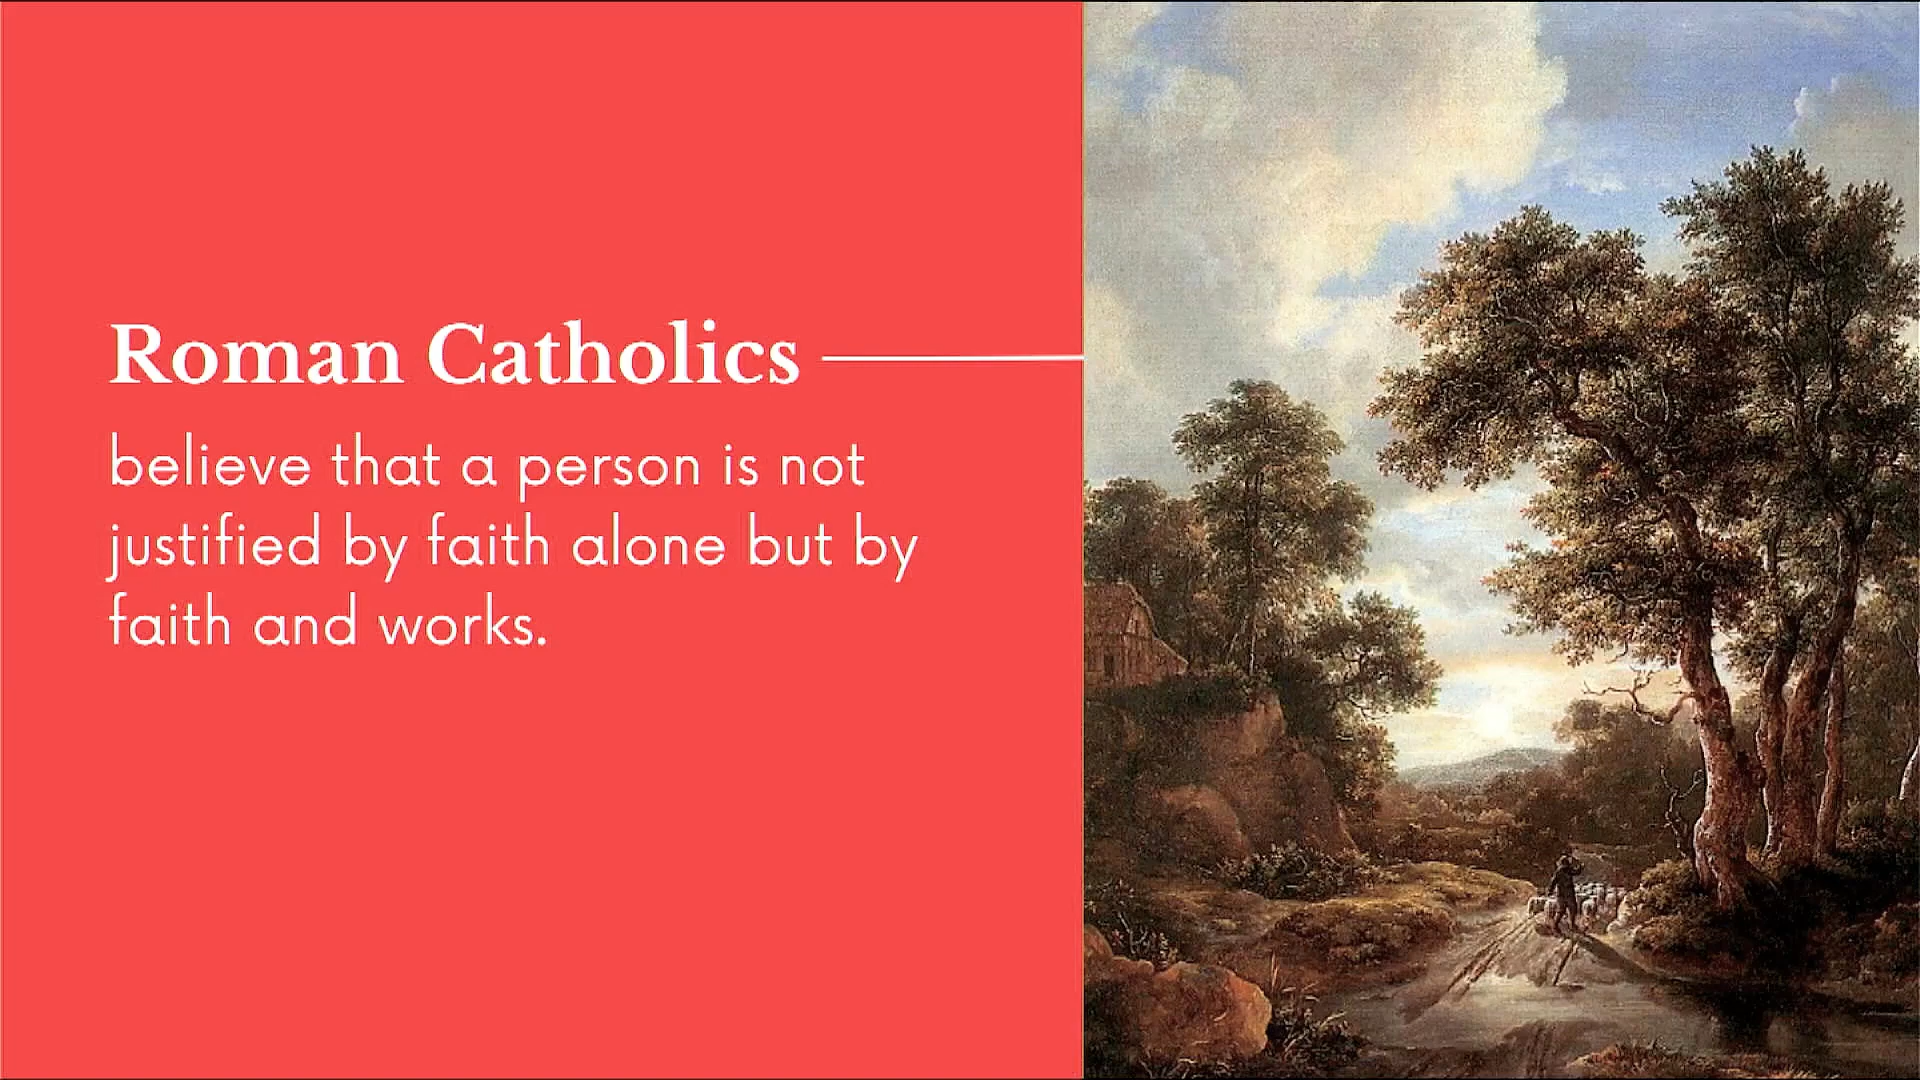 Roman Catholics
believe that a person is not
justified by faith alone but by
faith and works.